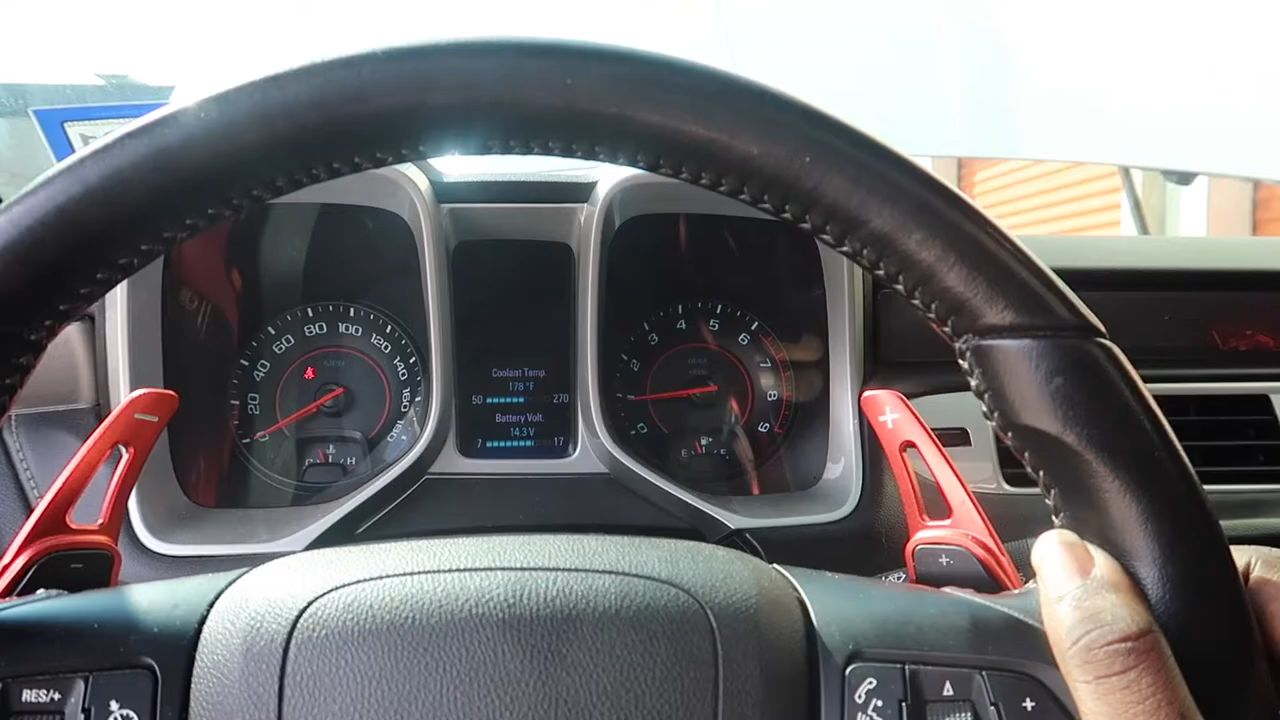 20 40 60 80 100 120 140 160 180
MPH
H
Coolant Temp.
178 °F
50 270
Battery Volt.
14.3 V
7 17
0 2 3 4 5 6 7 8 9
E F
−
+
-
+
RES/+
+